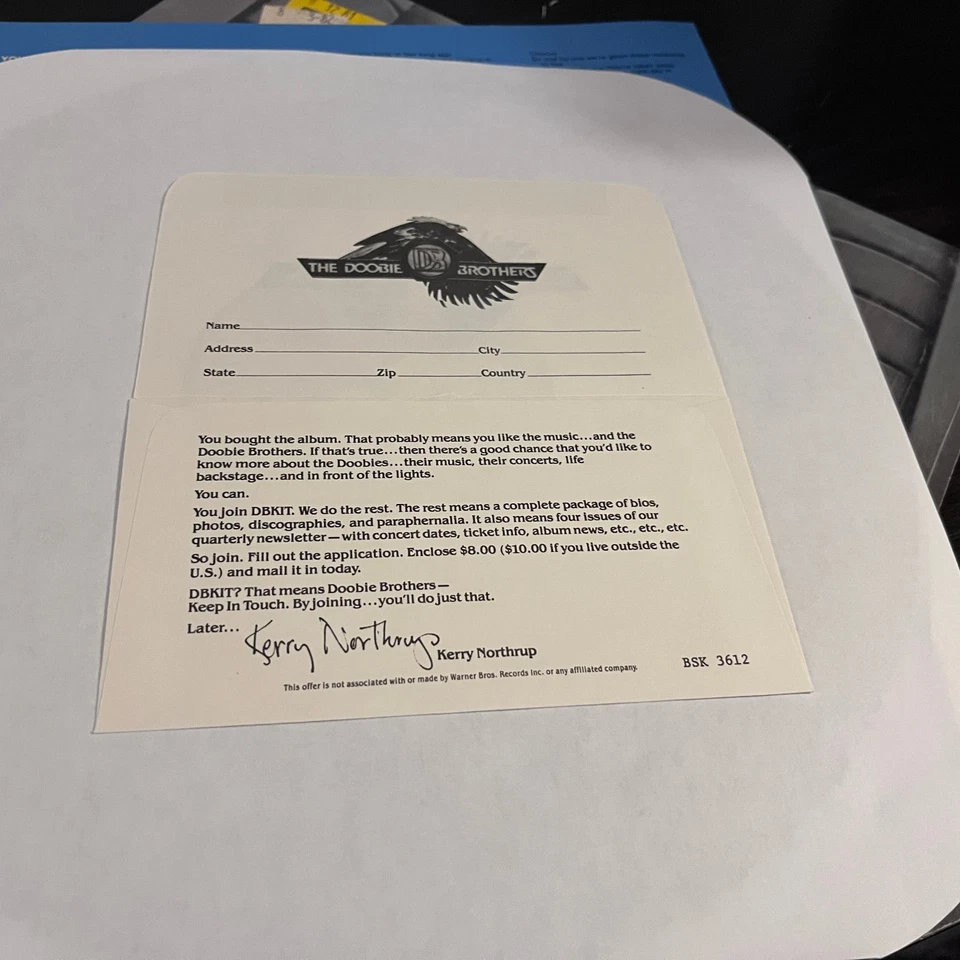 THE DOOBIE DB BROTHERS
Name
Address City
State Zip Country
You bought the album. That probably means you like the music...and the
Doobie Brothers. If that's true...then there's a good chance that you'd like to
know more about the Doobies...their music, their concerts, life
backstage...and in front of the lights.
You can.
You join DBKIT. We do the rest. The rest means a complete package of bios,
photos, discographies, and paraphernalia. It also means four issues of our
quarterly newsletter—with concert dates, ticket info, album news, etc., etc., etc.
So join. Fill out the application. Enclose $8.00 ($10.00 if you live outside the
U.S.) and mail it in today.
DBKIT? That means Doobie Brothers—
Keep In Touch. By joining...you'll do just that.
Later... Kerry Northrup
Kerry Northrup
This offer is not associated with or made by Warner Bros. Records Inc. or any affiliated company.
BSK 3612